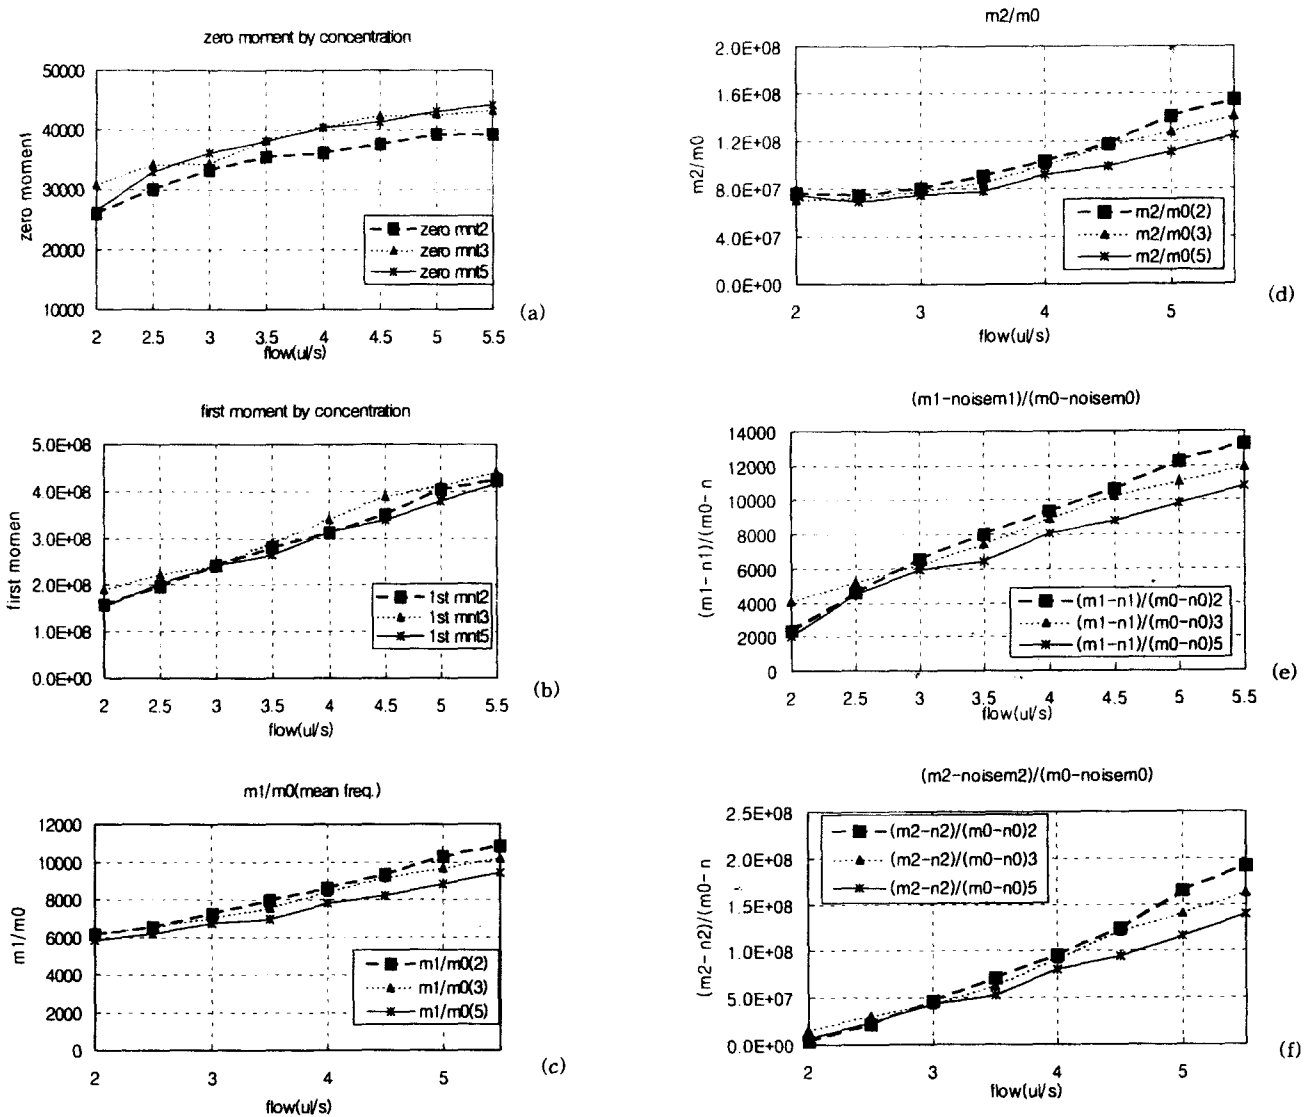 zero moment by concentration
50000
40000
30000
20000
10000
zero moment
zero mnt2
zero mnt3
zero mnt5
2 2.5 3 3.5 4 4.5 5 5.5
flow(ul/s)
(a)
first moment by concentration
5.0E+08
4.0E+08
3.0E+08
2.0E+08
1.0E+08
0.0E+00
first momen
1st mnt2
1st mnt3
1st mnt5
2 2.5 3 3.5 4 4.5 5 5.5
flow(ul/s)
(b)
m1/m0(mean freq.)
12000
10000
8000
6000
4000
2000
0
m1/m0
m1/m0(2)
m1/m0(3)
m1/m0(5)
2 3 4 5
flow(ul/s)
(c)
m2/m0
2.0E+08
1.6E+08
1.2E+08
8.0E+07
4.0E+07
0.0E+00
m2/m0
m2/m0(2)
m2/m0(3)
m2/m0(5)
2 3 4 5
flow(ul/s)
(d)
(m1-noisem1)/(m0-noisem0)
14000
12000
10000
8000
6000
4000
2000
0
(m1-n1)/(m0-n
(m1-n1)/(m0-n0)2
(m1-n1)/(m0-n0)3
(m1-n1)/(m0-n0)5
2 2.5 3 3.5 4 4.5 5 5.5
flow(ul/s)
(e)
(m2-noisem2)/(m0-noisem0)
2.5E+08
2.0E+08
1.5E+08
1.0E+08
5.0E+07
0.0E+00
(m2-n2)/(m0-n
(m2-n2)/(m0-n0)2
(m2-n2)/(m0-n0)3
(m2-n2)/(m0-n0)5
2 3 4 5
flow(ul/s)
(f)